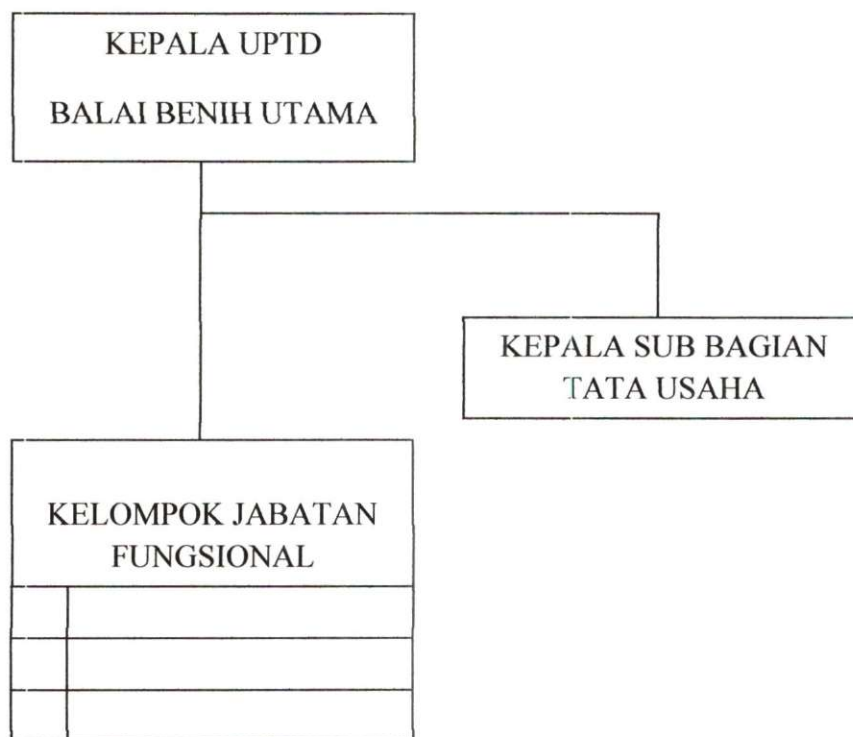 KEPALA UPTD
BALAI BENIH UTAMA
KEPALA SUB BAGIAN
TATA USAHA
KELOMPOK JABATAN
FUNGSIONAL